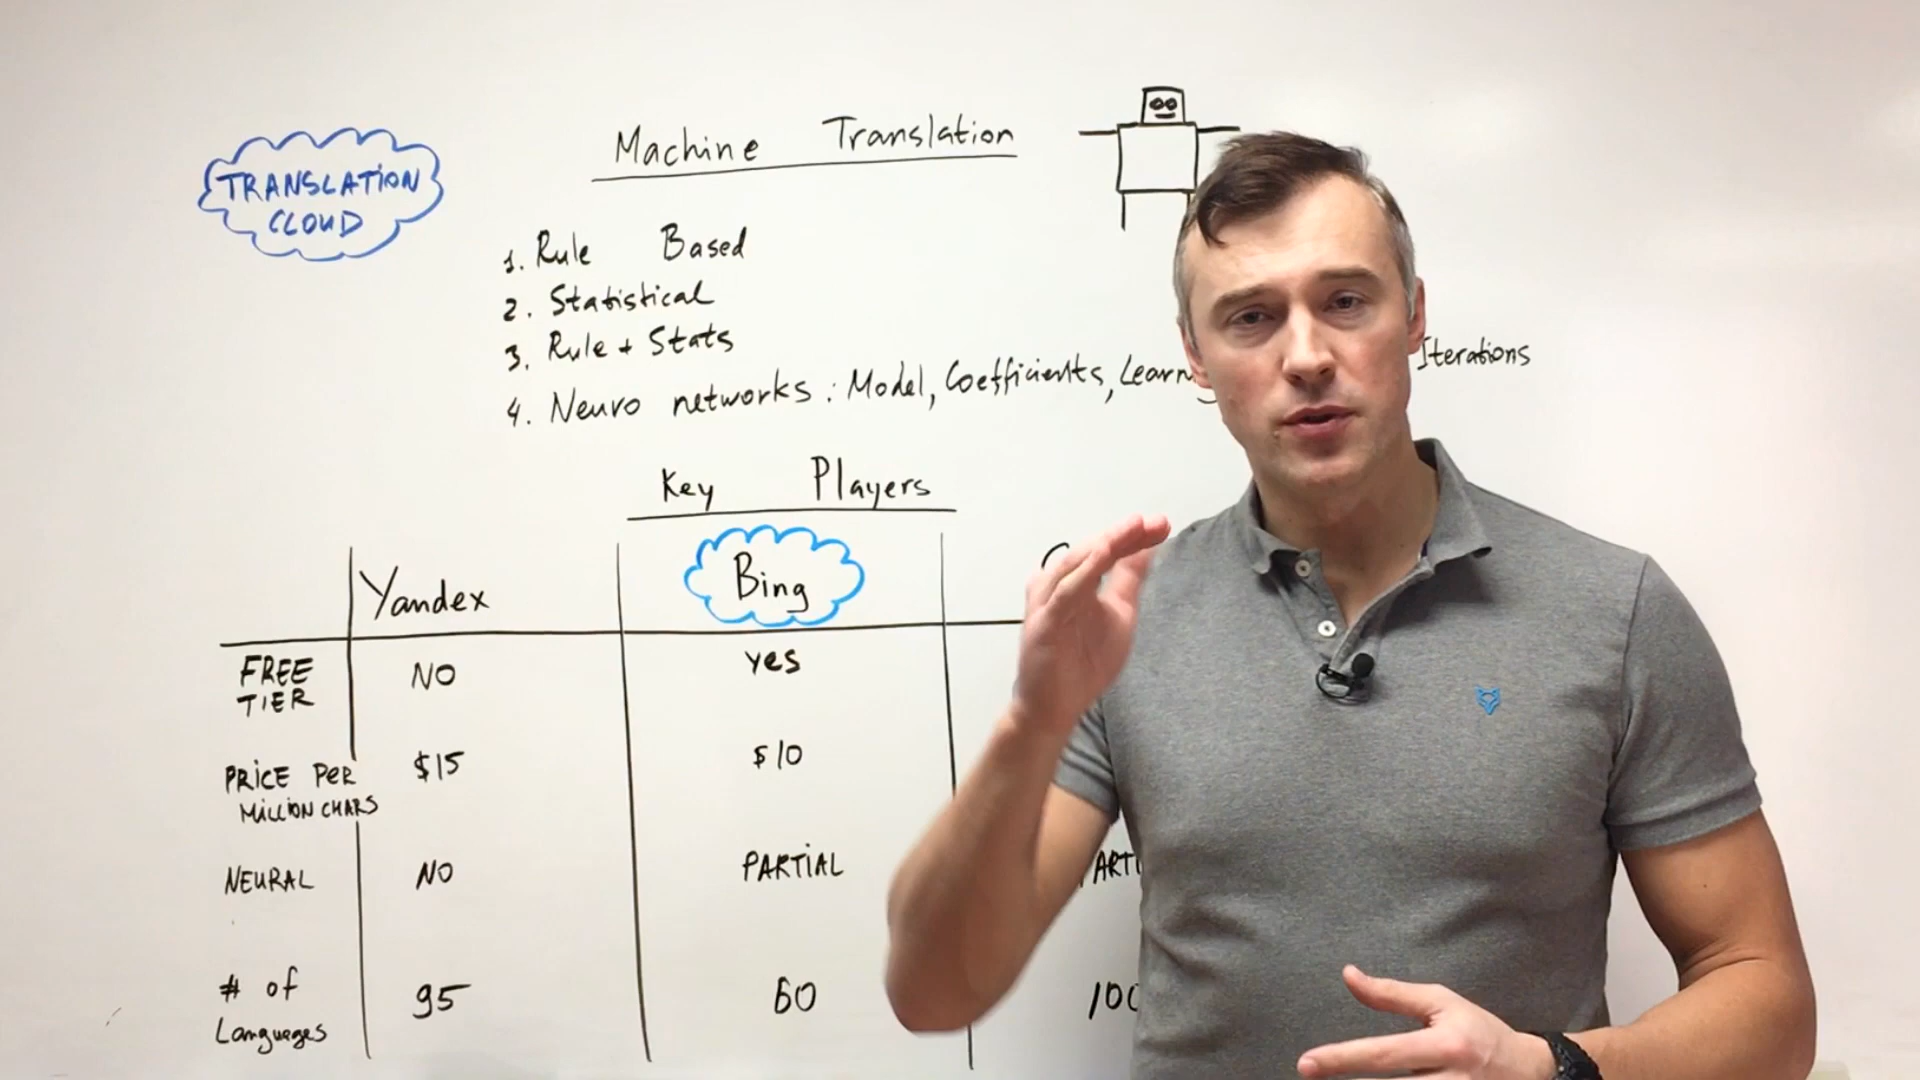 TRANSLATION
CLOUD
Machine Translation
1. Rule Based
2. Statistical
3. Rule + Stats
4. Neuro networks: Model, Coefficients, Learn Iterations
Key Players
Yandex Bing
FREE TIER NO yes
PRICE PER MILLION CHARS $15 $10
NEURAL NO PARTIAL ARTI
# of Languages 95 60 100